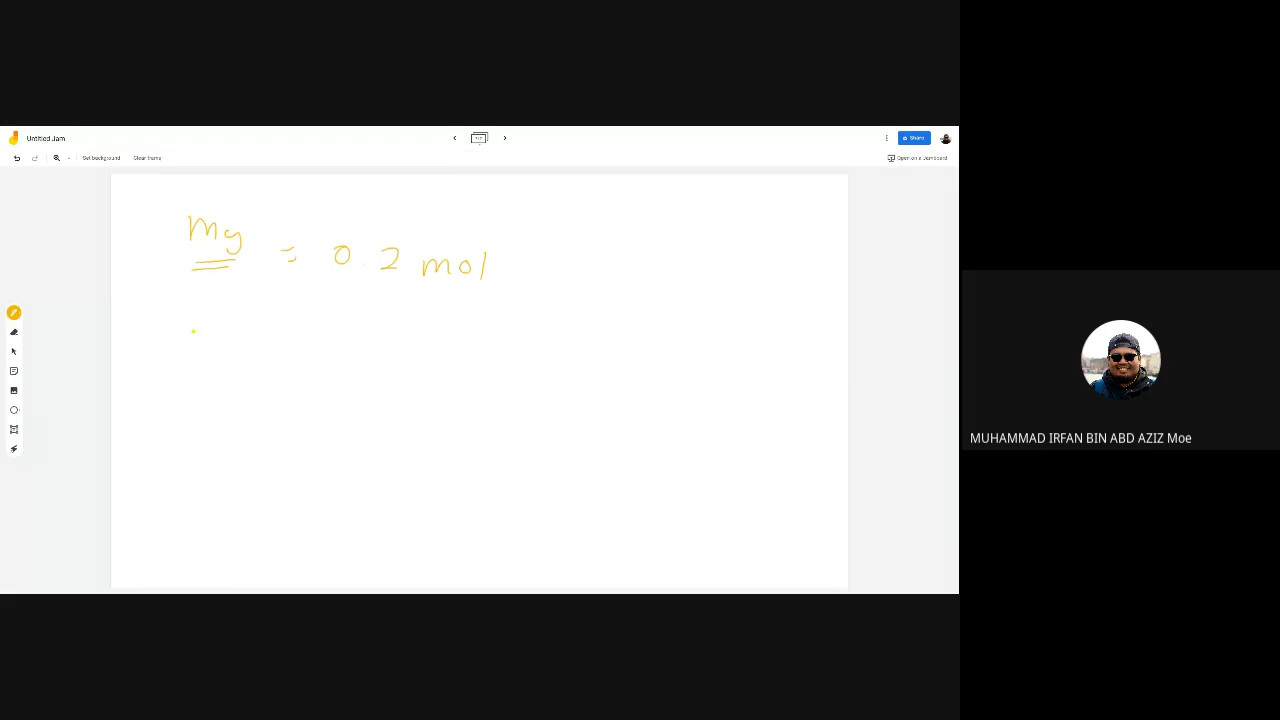 Untitled Jam
Share
Set background
Clear frame
Open on a Jamboard
Mg = 0.2 mol
MUHAMMAD IRFAN BIN ABD AZIZ Moe